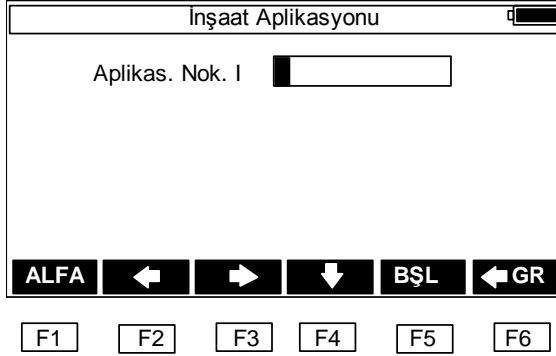 İnşaat Aplikasyonu
Aplikas. Nok. I
ALFA BŞL GR
F1 F2 F3 F4 F5 F6